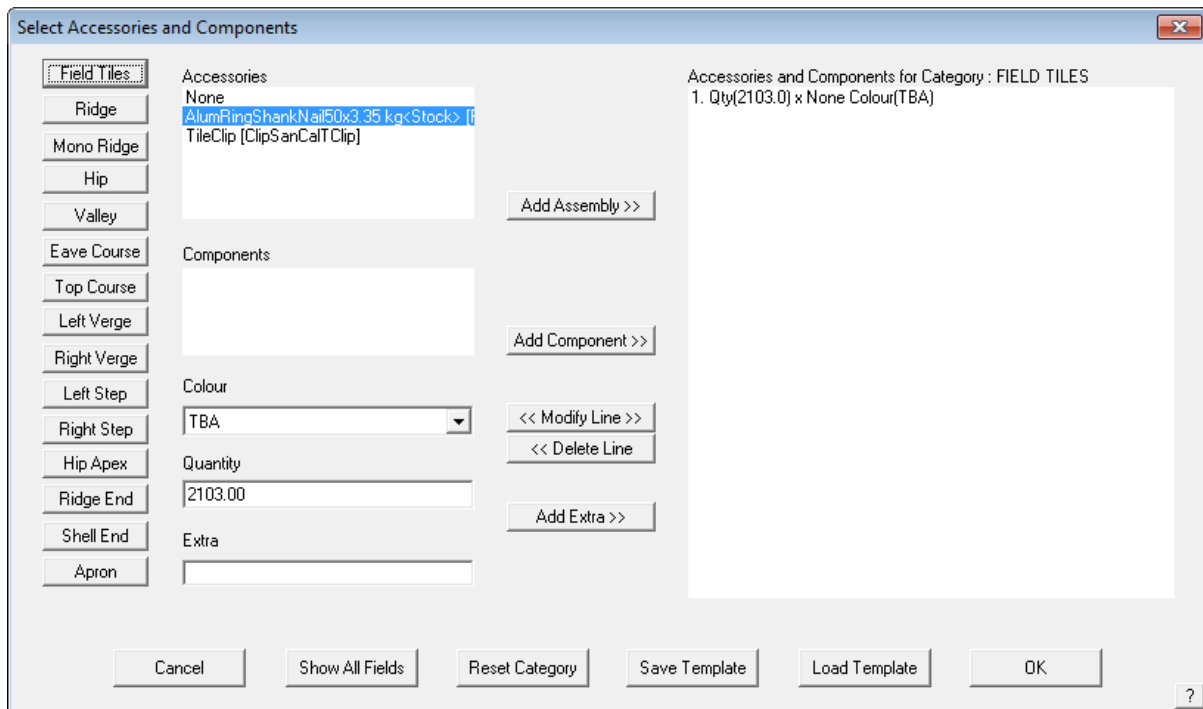 Select Accessories and Components
Field Tiles
Ridge
Mono Ridge
Hip
Valley
Eave Course
Top Course
Left Verge
Right Verge
Left Step
Right Step
Hip Apex
Ridge End
Shell End
Apron
Accessories
None
AlumRingShankNail50x3.35 kg<Stock> [F
TileClip [ClipSanCalTClip]
Components
Colour
TBA
Quantity
2103.00
Extra
Add Assembly >>
Add Component >>
<< Modify Line >>
<< Delete Line
Add Extra >>
Accessories and Components for Category : FIELD TILES
1. Qty(2103.0) x None Colour(TBA)
Cancel
Show All Fields
Reset Category
Save Template
Load Template
OK
?